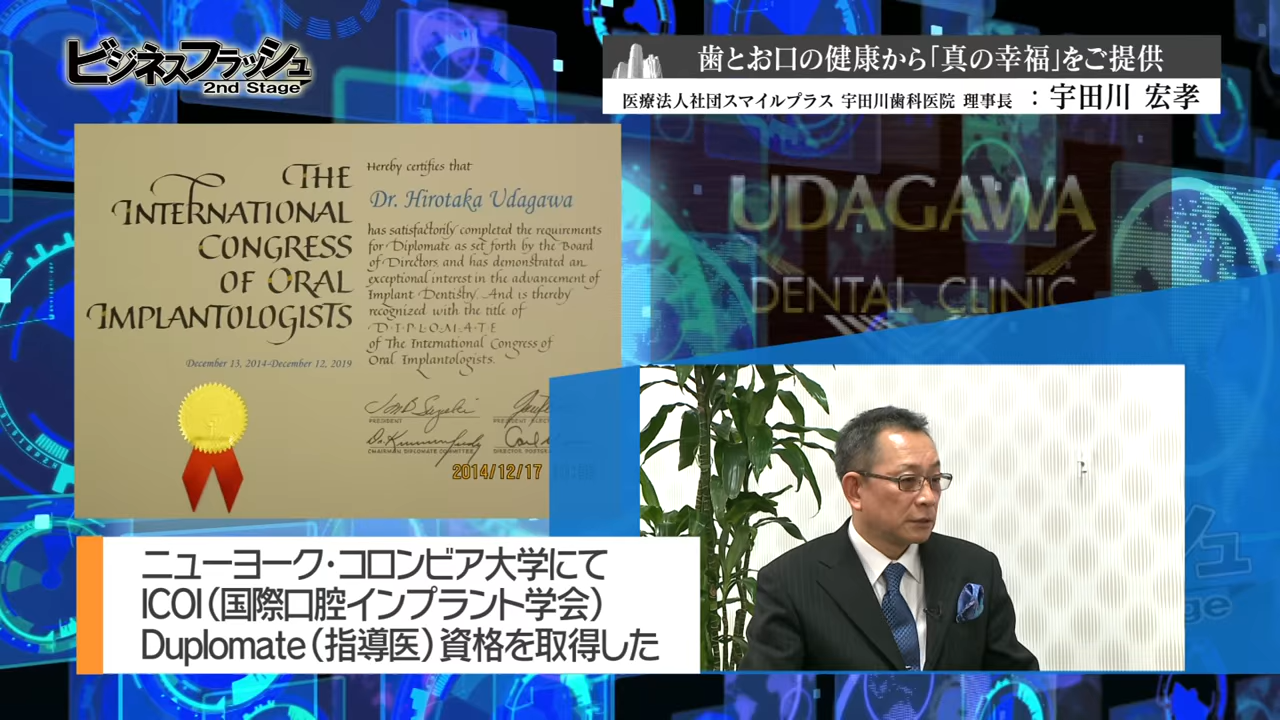 ビジネスフラッシュ
2nd Stage
歯とお口の健康から「真の幸福」をご提供
医療法人社団スマイルプラス 宇田川歯科医院 理事長 ：宇田川 宏孝
THE
INTERNATIONAL
CONGRESS
OF ORAL
IMPLANTOLOGISTS
December 13, 2014-December 12, 2019
Hereby certifies that
Dr. Hirotaka Udagawa
has satisfactorily completed the requirements
for Diplomate as set forth by the Board
of Directors and has demonstrated an
exceptional interest in the advancement of
Implant Dentistry. And is thereby
recognized with the title of
D·I·P·L·O·M·A·T·E
of The International Congress of
Oral Implantologists.
PRESIDENT
CHAIRMAN DIPLOMATE COMMITTEE
2014/12/17
UDAGAWA
DENTAL CLINIC
ニューヨーク・コロンビア大学にて
ICOI（国際口腔インプラント学会）
Duplomate（指導医）資格を取得した